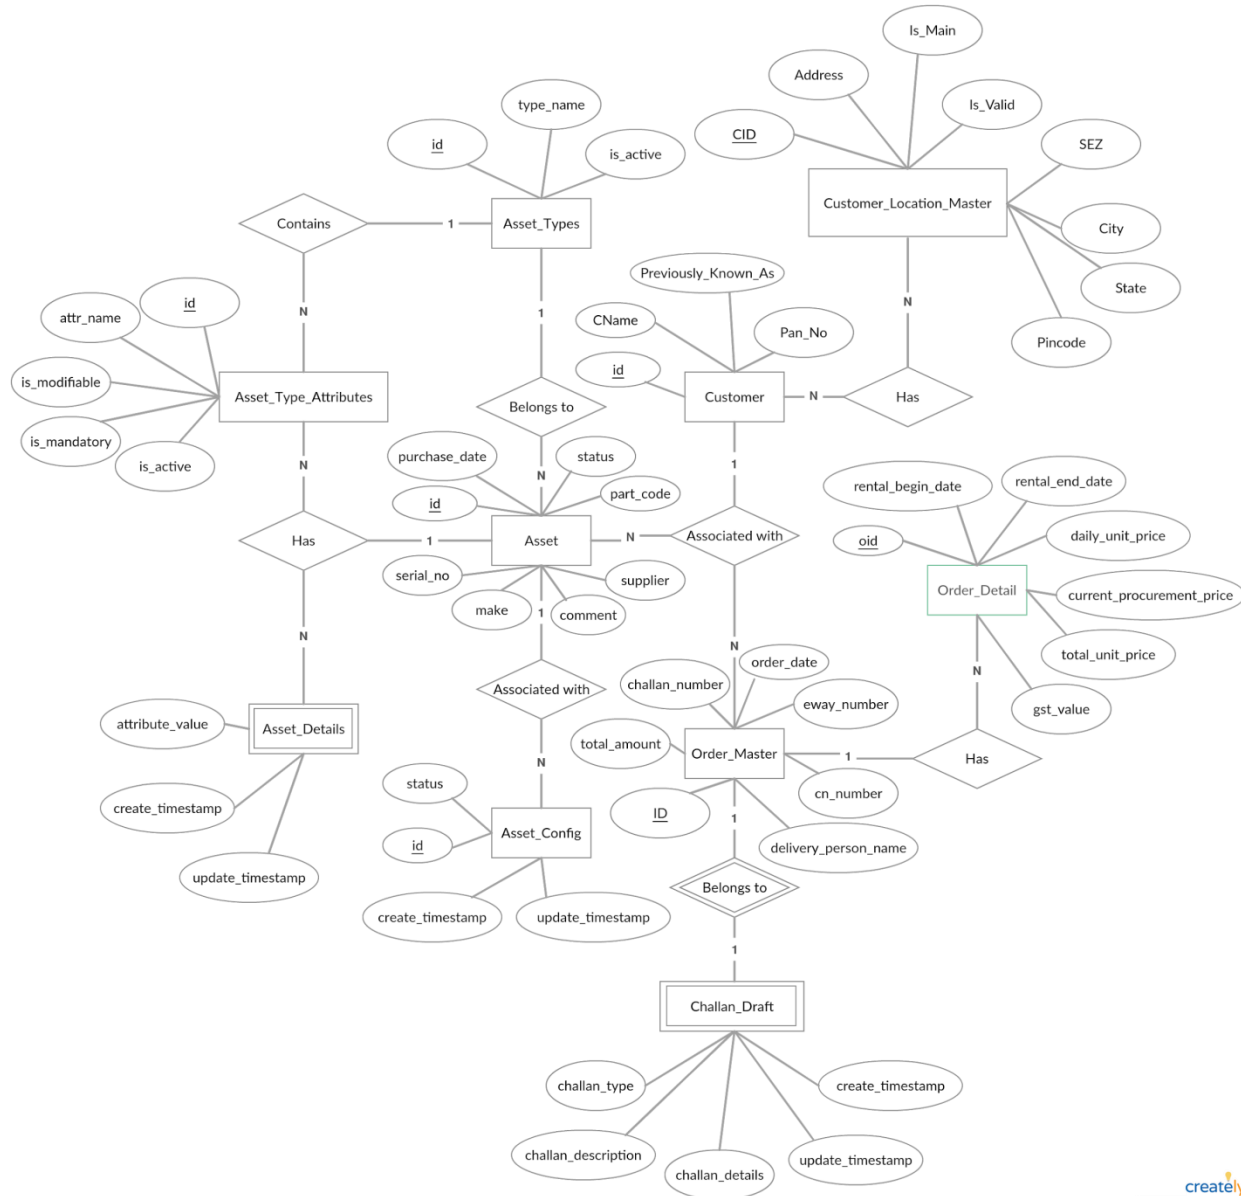 Is_Main
Address
type_name
Is_Valid
CID
id
is_active
SEZ
Customer_Location_Master
Contains
1
Asset_Types
City
Previously_Known_As
State
id
N
attr_name
N
1
CName
Pan_No
Pincode
is_modifiable
id
Asset_Type_Attributes
Customer
N
Has
Belongs to
is_mandatory
is_active
purchase_date
status
N
N
1
rental_begin_date
rental_end_date
id
part_code
Has
1
Asset
N
Associated with
oid
daily_unit_price
serial_no
supplier
Order_Detail
current_procurement_price
make
1
comment
N
N
order_date
total_unit_price
N
challan_number
Associated with
eway_number
gst_value
attribute_value
Asset_Details
total_amount
Order_Master
1
Has
N
status
cn_number
create_timestamp
ID
1
Asset_Config
id
delivery_person_name
update_timestamp
Belongs to
create_timestamp
update_timestamp
1
Challan_Draft
challan_type
create_timestamp
challan_description
challan_details
update_timestamp
creately